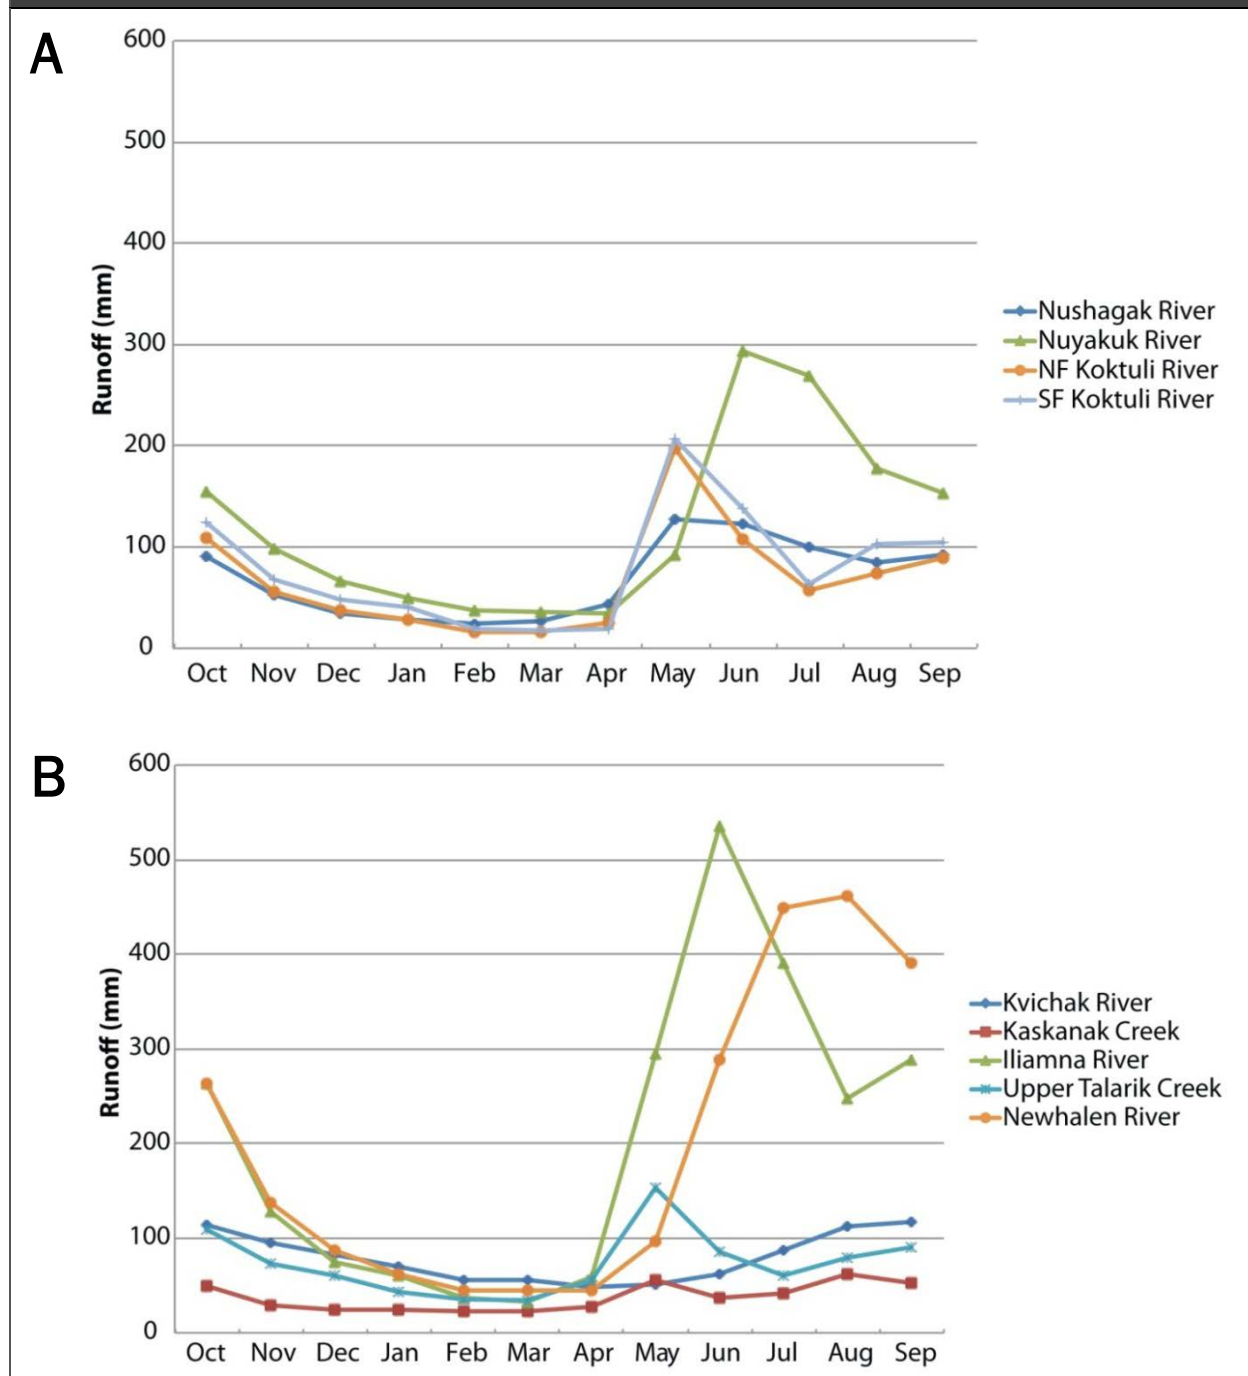 A
600
500
400
300
200
100
0
Runoff (mm)
Oct Nov Dec Jan Feb Mar Apr May Jun Jul Aug Sep
Nushagak River
Nuyakuk River
NF Koktuli River
SF Koktuli River
B
600
500
400
300
200
100
0
Runoff (mm)
Oct Nov Dec Jan Feb Mar Apr May Jun Jul Aug Sep
Kvichak River
Kaskanak Creek
Iliamna River
Upper Talarik Creek
Newhalen River